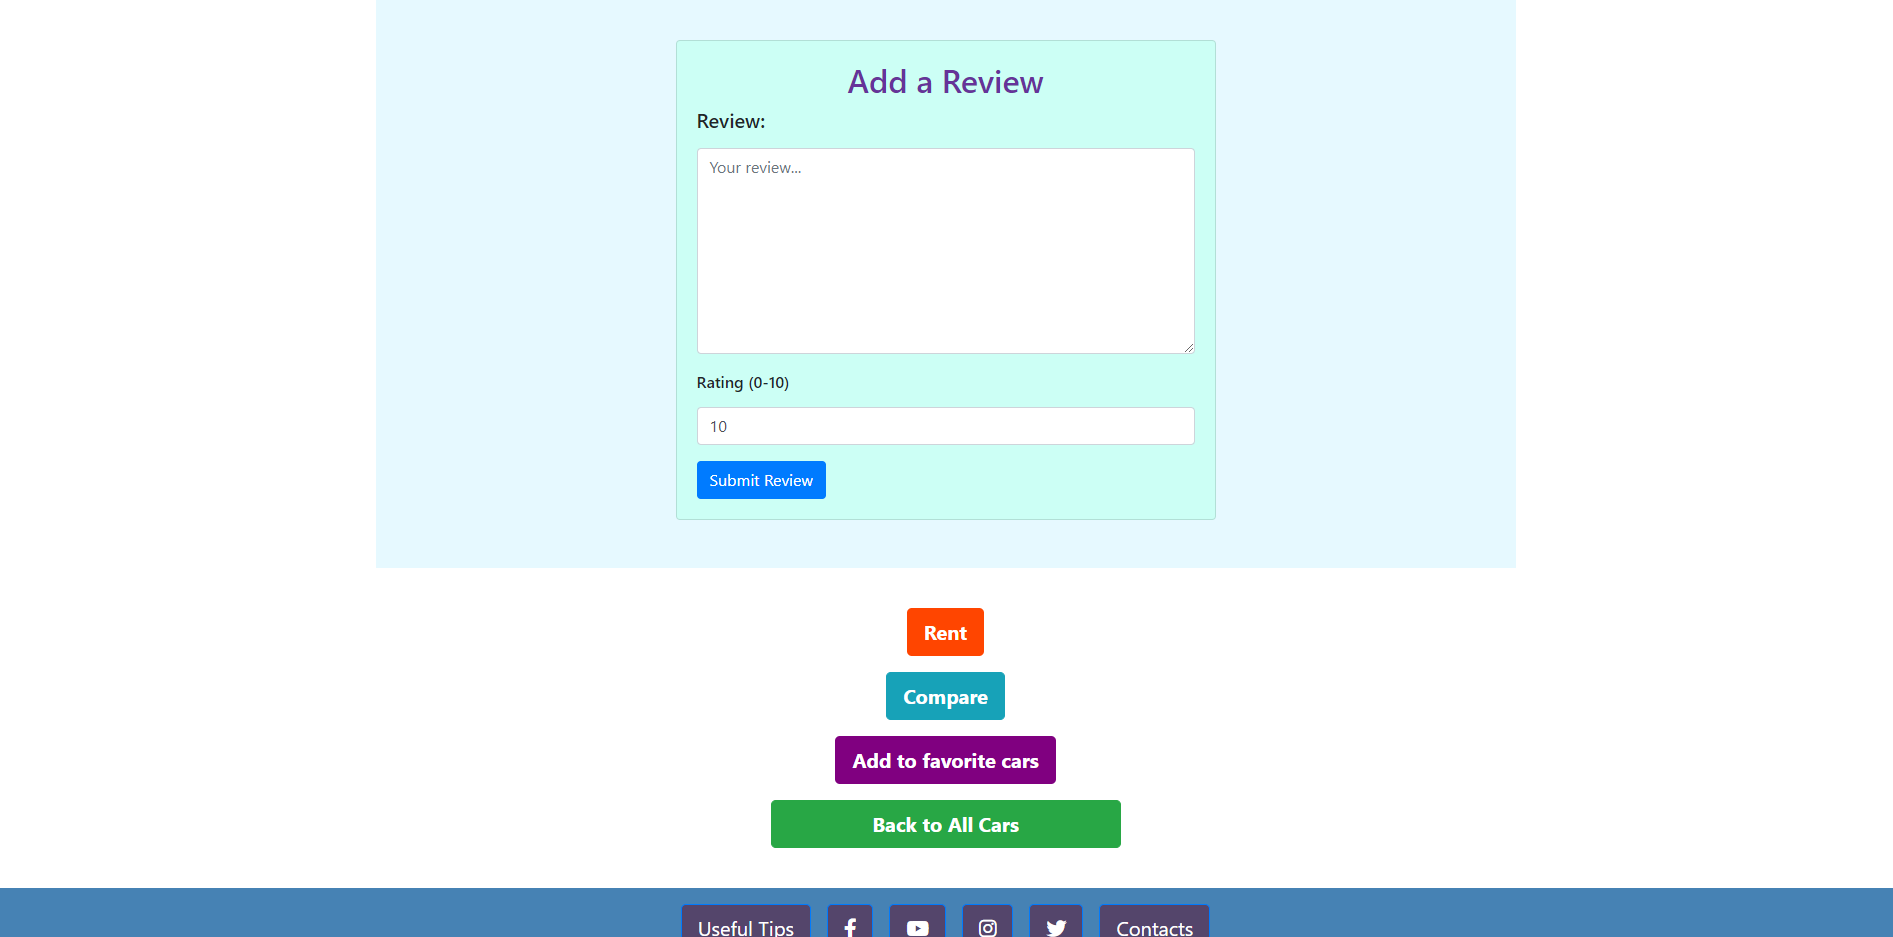 Add a Review
Review:
Your review...
Rating (0-10)
10
Submit Review
Rent
Compare
Add to favorite cars
Back to All Cars
Useful Tips
Contacts